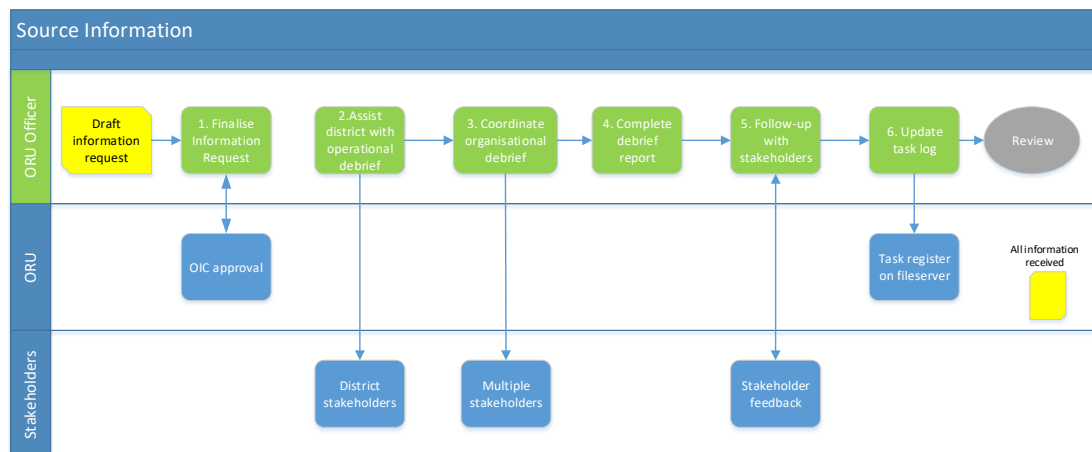 Source Information
ORU Officer
Draft
information
request
1. Finalise
Information
Request
2.Assist
district with
operational
debrief
3. Coordinate
organisational
debrief
4. Complete
debrief
report
5. Follow-up
with
stakeholders
6. Update
task log
Review
ORU
OIC approval
Task register
on fileserver
All information
received
Stakeholders
District
stakeholders
Multiple
stakeholders
Stakeholder
feedback